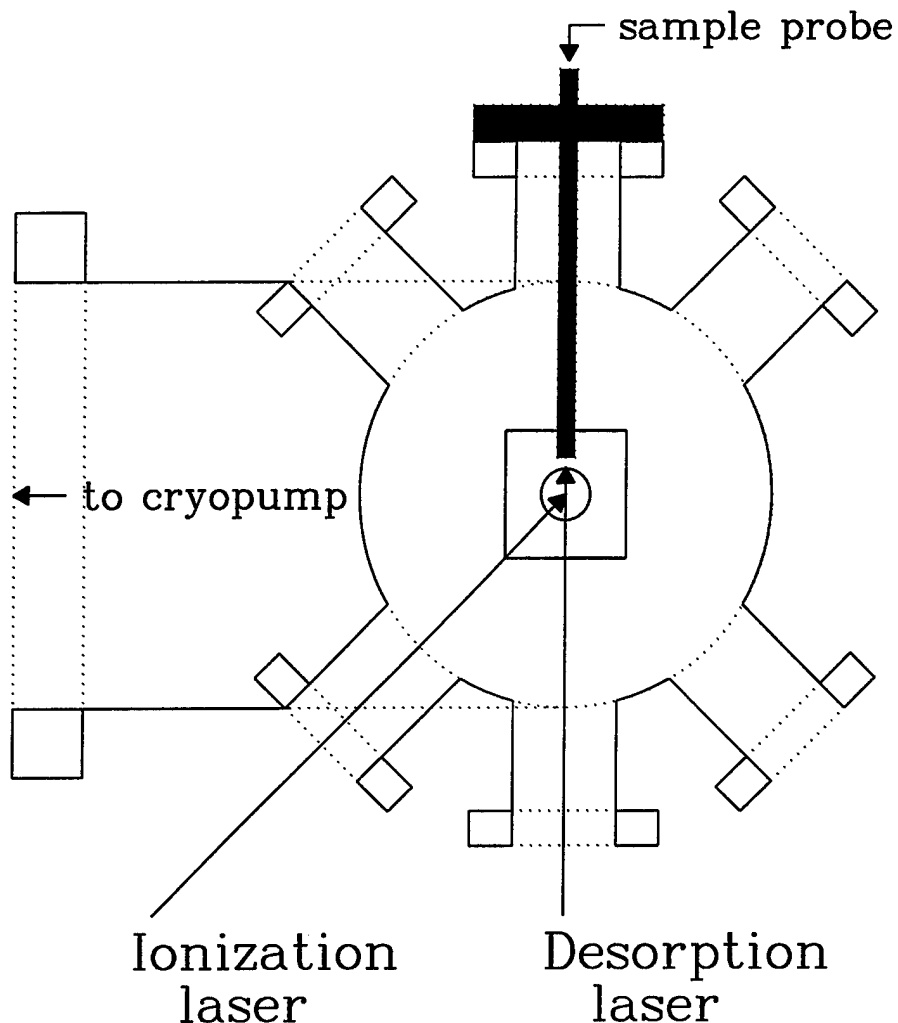 sample probe
to cryopump
Ionization
laser
Desorption
laser